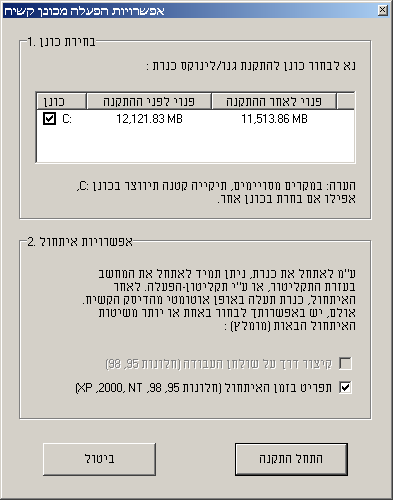 אפשרויות הפעלה מכונן קשיח
1. בחירת כונן
נא לבחור כונן להתקנת גנו/לינוקס כנרת :
כונן	פנוי לפני ההתקנה	פנוי לאחר ההתקנה
C:	12,121.83 MB	11,513.86 MB
הערה: במקרים מסויימים, תיקייה קטנה תיווצר בכונן C:,
אפילו אם בחרת בכונן אחר.
2. אפשרויות איתחול
ע"מ לאתחל את כנרת, ניתן תמיד לאתחל את המחשב
בעזרת התקליטור, או ע"י תקליטון-הפעלה. לאחר
האיתחול, כנרת תעלה באופן אוטומטי מהדיסק הקשיח.
אולם, יש באפשרותך לבחור באחת או יותר משיטות
האיתחול הבאות (מומלץ) :
קיצור דרך על שולחן העבודה (חלונות 95, 98)
תפריט בזמן האיתחול (חלונות 95, 98, NT ,2000, XP)
התחל התקנה
ביטול